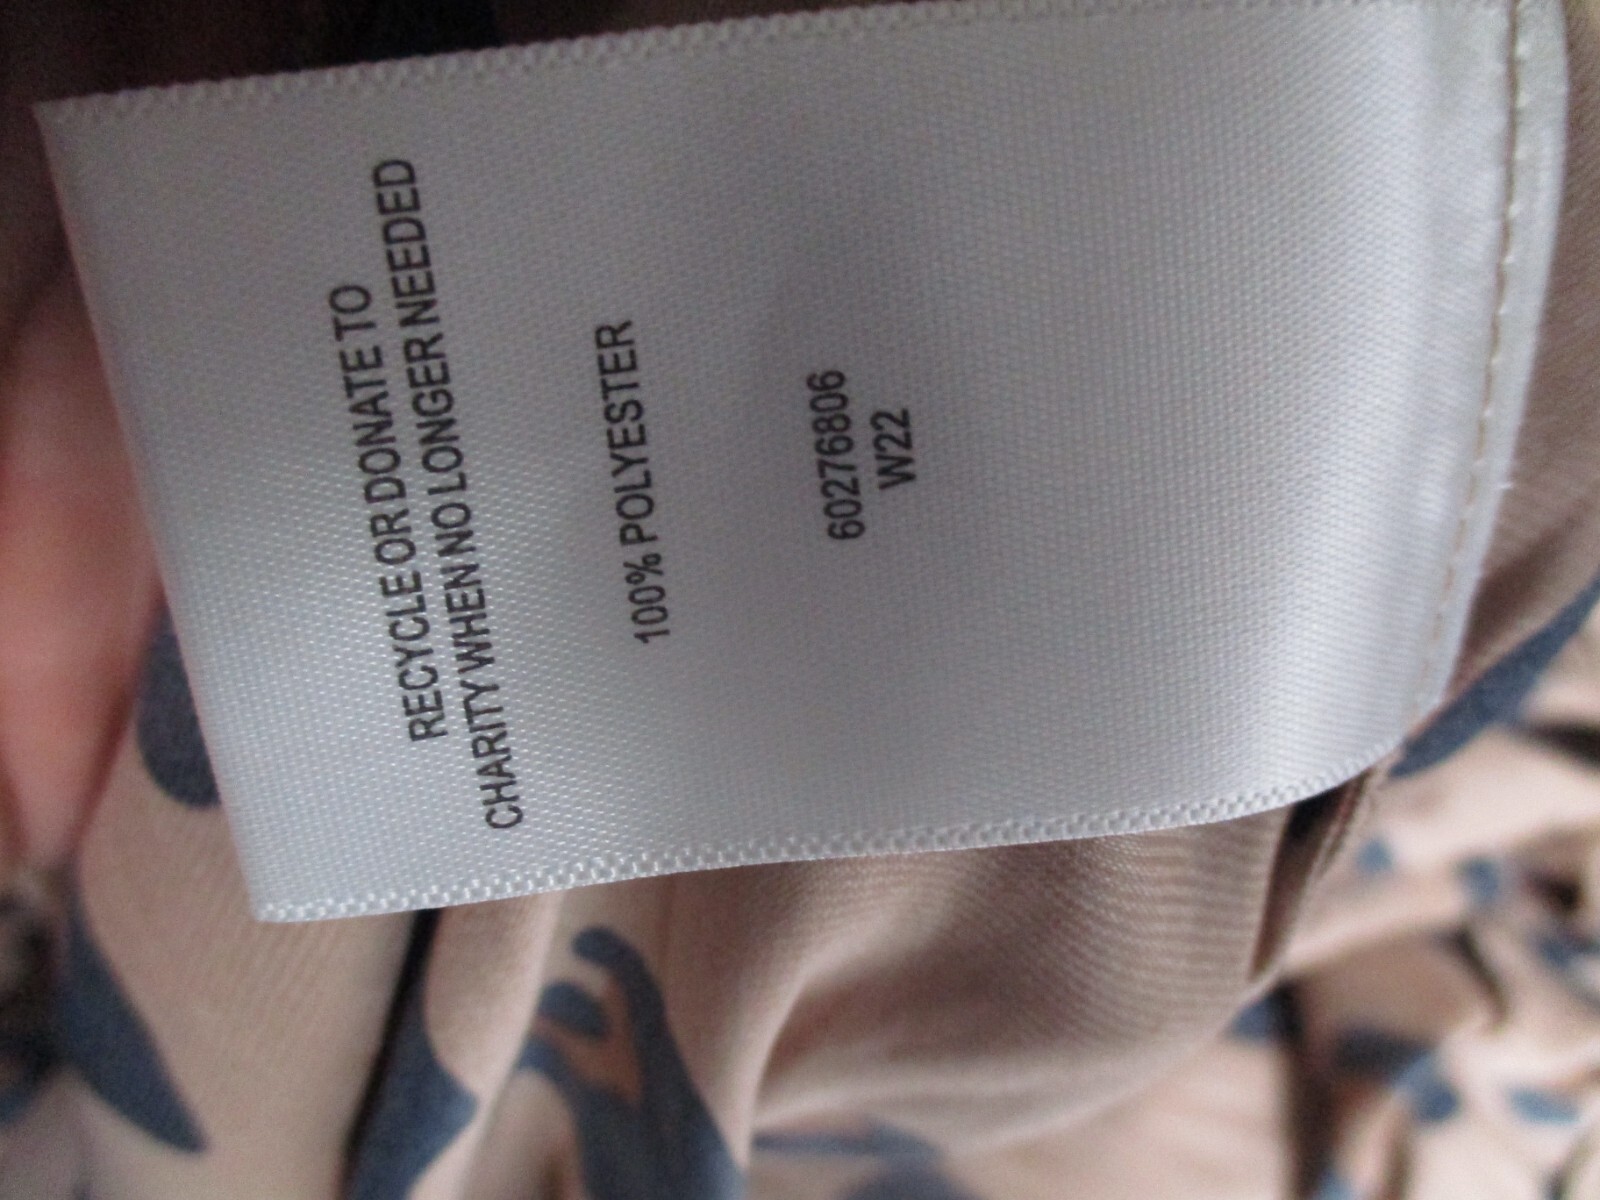 RECYCLE OR DONATE TO
CHARITY WHEN NO LONGER NEEDED
100% POLYESTER
60276806
W22